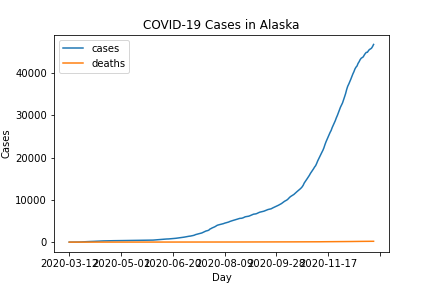 COVID-19 Cases in Alaska
cases
deaths
40000
30000
20000
10000
0
Cases
2020-03-12 2020-05-01 2020-06-20 2020-08-09 2020-09-28 2020-11-17
Day